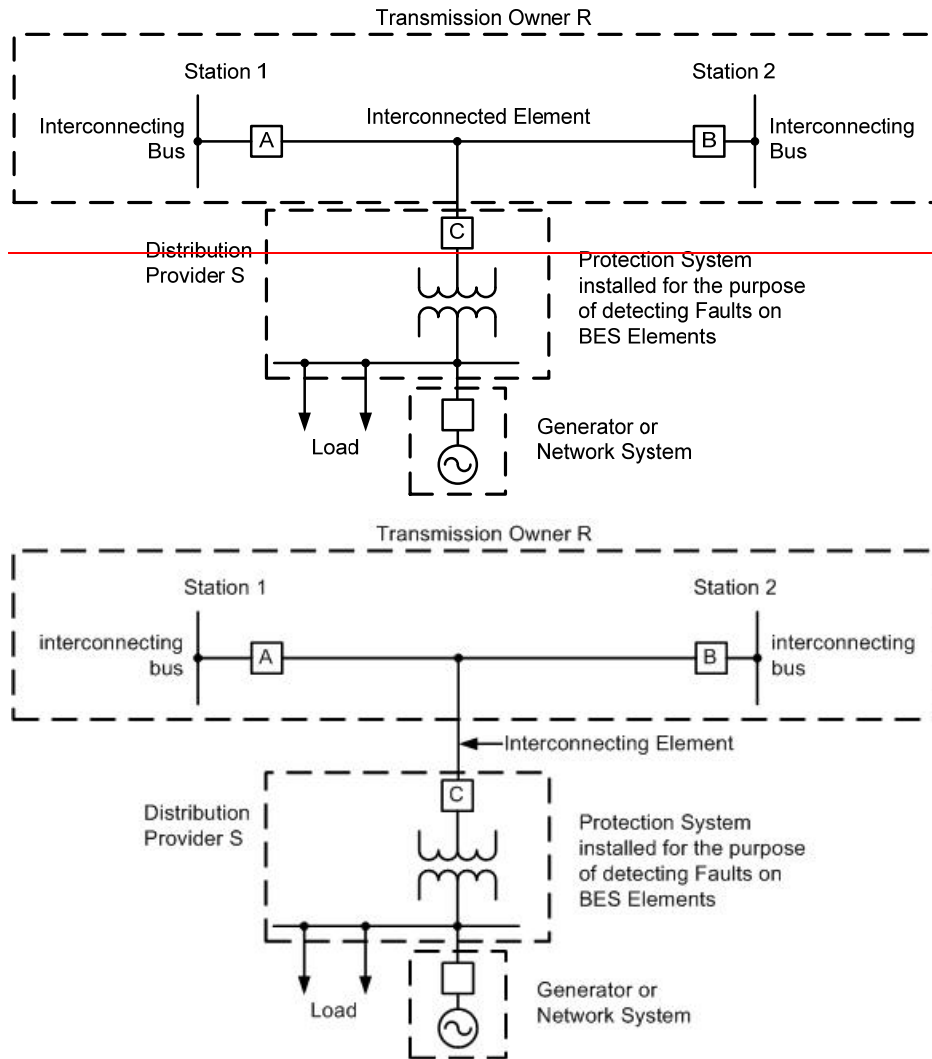 Transmission Owner R
Station 1
Station 2
Interconnecting
Bus
A
Interconnected Element
B
Interconnecting
Bus
C
Distribution
Provider S
Protection System
installed for the purpose
of detecting Faults on
BES Elements
Load
Generator or
Network System
Transmission Owner R
Station 1
Station 2
interconnecting
bus
A
B
interconnecting
bus
Interconnecting Element
C
Distribution
Provider S
Protection System
installed for the purpose
of detecting Faults on
BES Elements
Load
Generator or
Network System